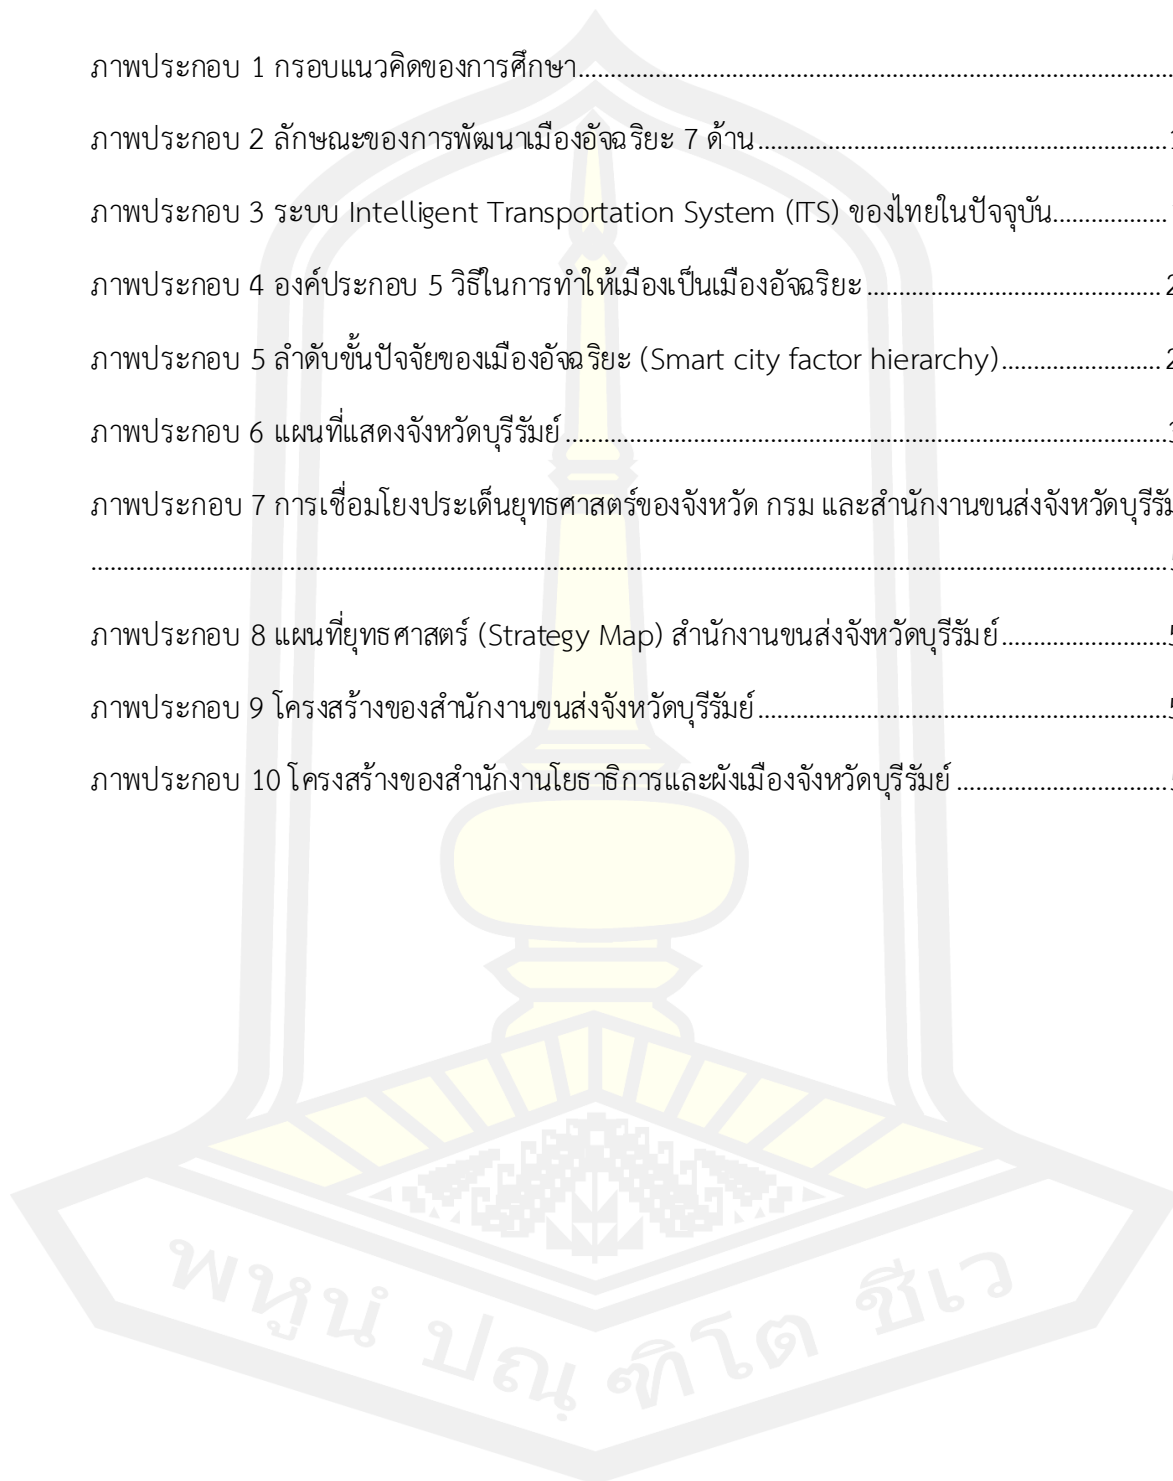 ภาพประกอบ 1 กรอบแนวคิดของการศึกษา................................................................................
ภาพประกอบ 2 ลักษณะของการพัฒนาเมืองอัจฉริยะ 7 ด้าน................................................................
ภาพประกอบ 3 ระบบ Intelligent Transportation System (ITS) ของไทยในปัจจุบัน..................
ภาพประกอบ 4 องค์ประกอบ 5 วิธีในการทำให้เมืองเป็นเมืองอัจฉริยะ.............................................. 2
ภาพประกอบ 5 ลำดับขั้นปัจจัยของเมืองอัจฉริยะ (Smart city factor hierarchy)......................... 2
ภาพประกอบ 6 แผนที่แสดงจังหวัดบุรีรัมย์............................................................................... 3
ภาพประกอบ 7 การเชื่อมโยงประเด็นยุทธศาสตร์ของจังหวัด กรม และสำนักงานขนส่งจังหวัดบุรีรัม
............................................................................................................................................
ภาพประกอบ 8 แผนที่ยุทธศาสตร์ (Strategy Map) สำนักงานขนส่งจังหวัดบุรีรัมย์.......................... 5
ภาพประกอบ 9 โครงสร้างของสำนักงานขนส่งจังหวัดบุรีรัมย์................................................................ 5
ภาพประกอบ 10 โครงสร้างของสำนักงานโยธาธิการและผังเมืองจังหวัดบุรีรัมย์.................................
พหูนํ ปณฺฑิโต ชีเว